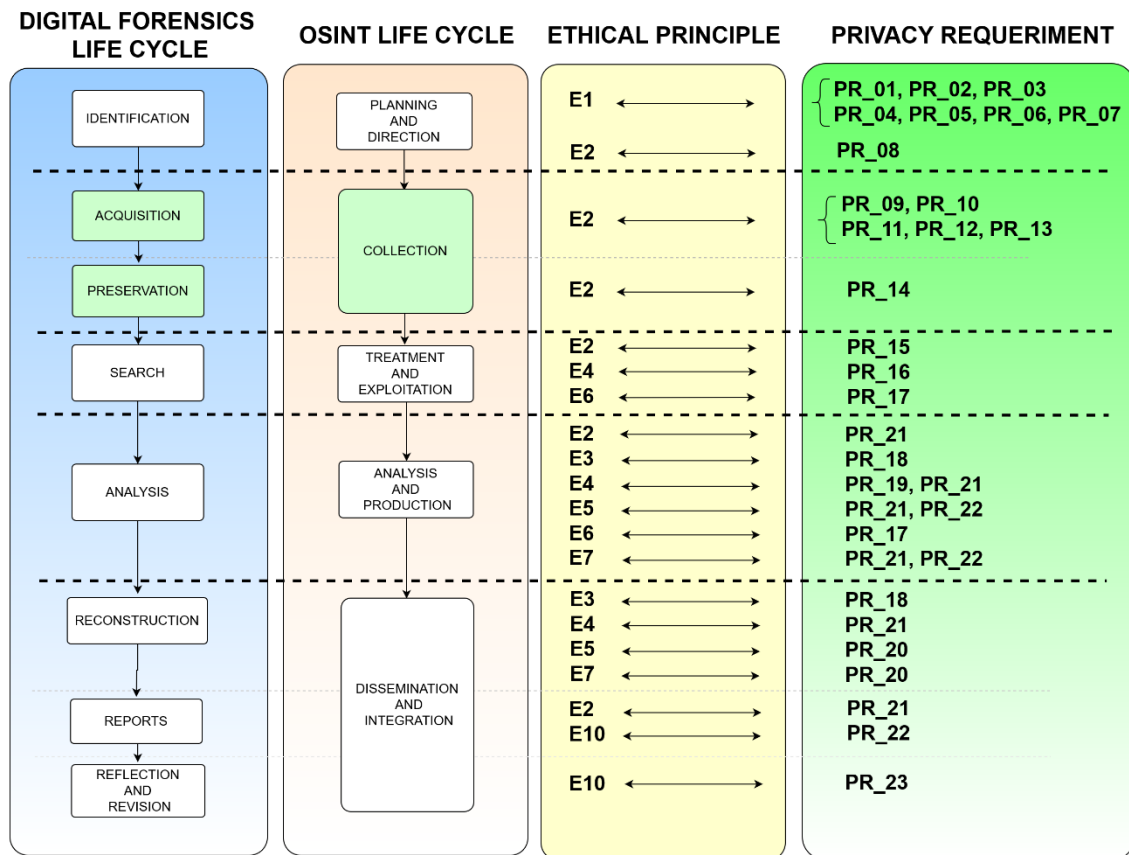 DIGITAL FORENSICS
LIFE CYCLE
OSINT LIFE CYCLE
ETHICAL PRINCIPLE
PRIVACY REQUERIMENT
IDENTIFICATION
PLANNING
AND
DIRECTION
E1
PR_01, PR_02, PR_03
PR_04, PR_05, PR_06, PR_07
E2
PR_08
ACQUISITION
COLLECTION
E2
PR_09, PR_10
PR_11, PR_12, PR_13
PRESERVATION
E2
PR_14
SEARCH
TREATMENT
AND
EXPLOITATION
E2
PR_15
E4
PR_16
E6
PR_17
ANALYSIS
ANALYSIS
AND
PRODUCTION
E2
PR_21
E3
PR_18
E4
PR_19, PR_21
E5
PR_21, PR_22
E6
PR_17
E7
PR_21, PR_22
RECONSTRUCTION
DISSEMINATION
AND
INTEGRATION
E3
PR_18
E4
PR_21
E5
PR_20
E7
PR_20
REPORTS
E2
PR_21
E10
PR_22
REFLECTION
AND
REVISION
E10
PR_23